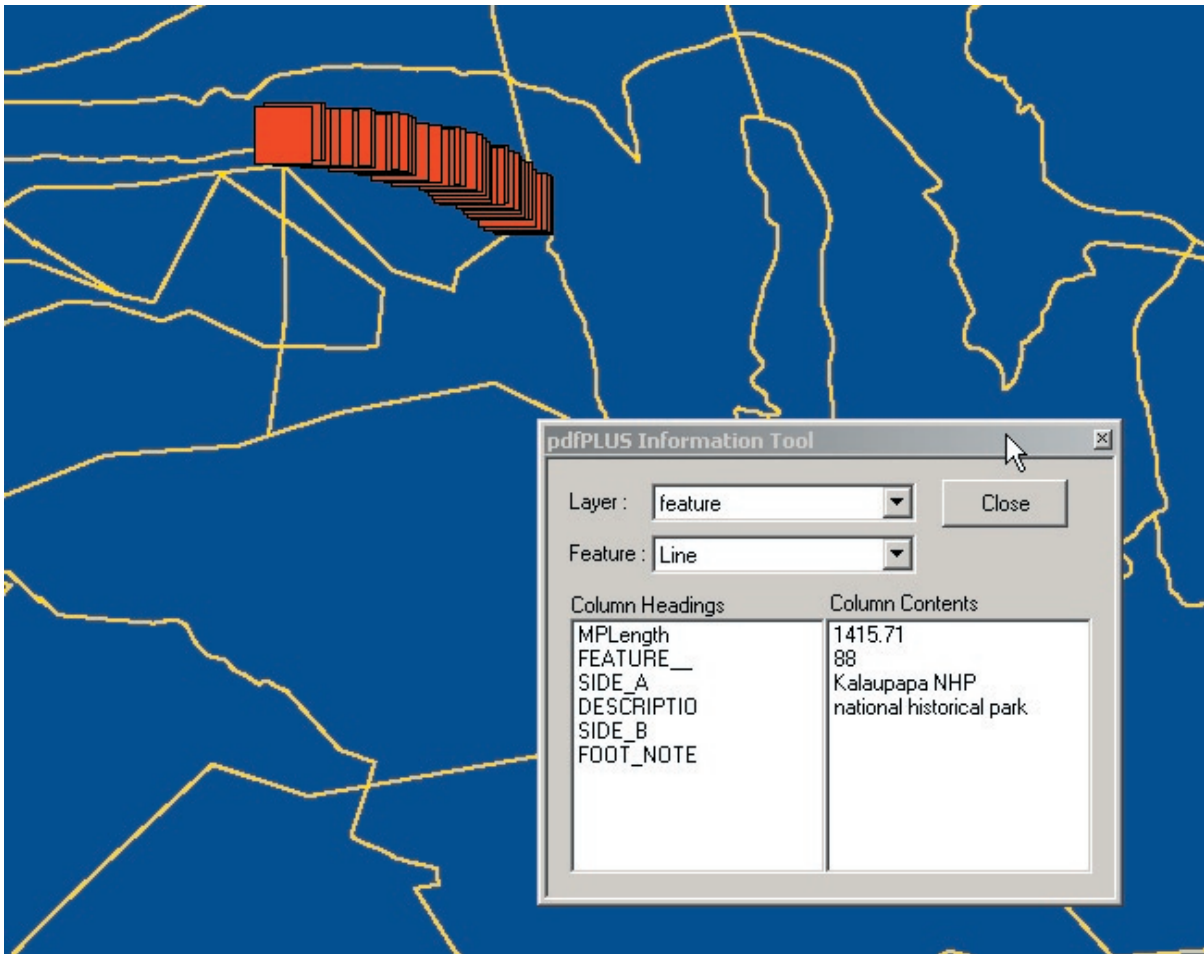 pdfPLUS Information Tool
Layer : feature Close
Feature : Line
Column Headings Column Contents
MPLength 1415.71
FEATURE__ 88
SIDE_A Kalaupapa NHP
DESCRIPTIO national historical park
SIDE_B
FOOT_NOTE